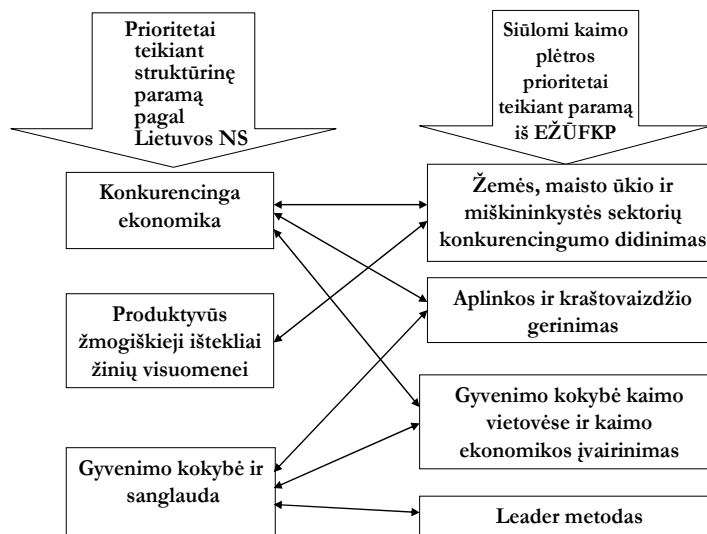 Prioritetai
teikiant
struktūrinę
paramą
pagal
Lietuvos NS
Siūlomi kaimo
plėtros
prioritetai
teikiant paramą
iš EŽŪFKP
Konkurencinga
ekonomika
Žemės, maisto ūkio ir
miškininkystės sektorių
konkurencingumo didinimas
Aplinkos ir kraštovaizdžio
gerinimas
Produktyvūs
žmogiškieji ištekliai
žinių visuomenei
Gyvenimo kokybė kaimo
vietovėse ir kaimo
ekonomikos įvairinimas
Gyvenimo kokybė ir
sanglauda
Leader metodas